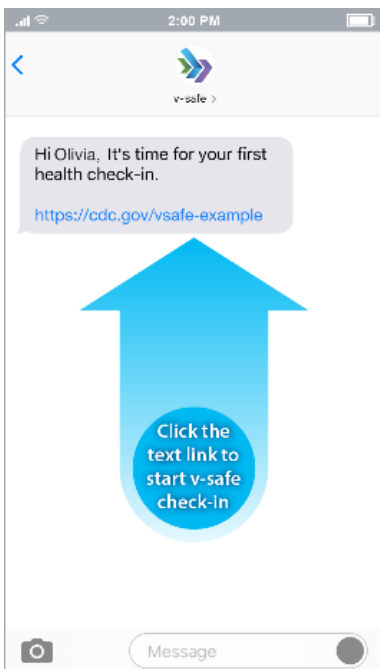 2:00 PM
v-safe >
Hi Olivia, It's time for your first
health check-in.
https://cdc.gov/vsafe-example
Click the
text link to
start v-safe
check-in
Message